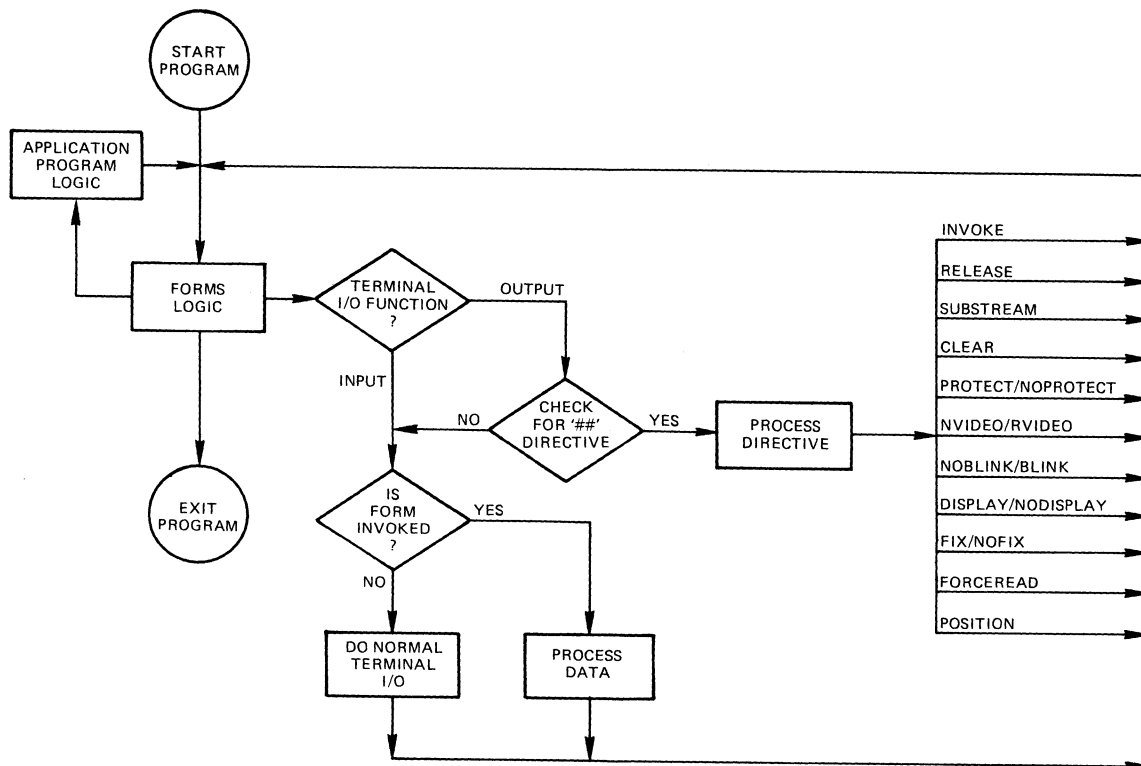 START
PROGRAM
APPLICATION
PROGRAM
LOGIC
FORMS
LOGIC
TERMINAL
I/O FUNCTION
?
OUTPUT
INPUT
CHECK
FOR '##'
DIRECTIVE
NO
YES
PROCESS
DIRECTIVE
INVOKE
RELEASE
SUBSTREAM
CLEAR
PROTECT/NOPROTECT
NVIDEO/RVIDEO
NOBLINK/BLINK
DISPLAY/NODISPLAY
FIX/NOFIX
FORCEREAD
POSITION
EXIT
PROGRAM
IS
FORM
INVOKED
?
YES
NO
DO NORMAL
TERMINAL
I/O
PROCESS
DATA